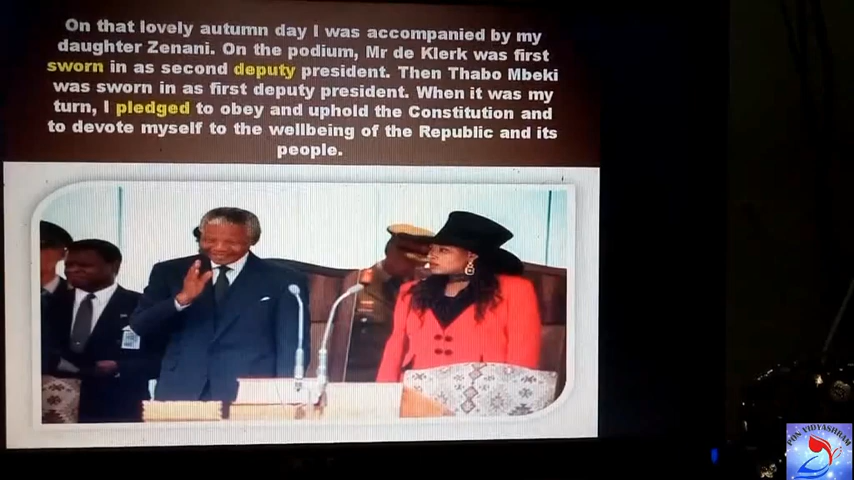 On that lovely autumn day I was accompanied by my
daughter Zenani. On the podium, Mr de Klerk was first
sworn in as second deputy president. Then Thabo Mbeki
was sworn in as first deputy president. When it was my
turn, I pledged to obey and uphold the Constitution and
to devote myself to the wellbeing of the Republic and its
people.
PON VIDYASHRAM